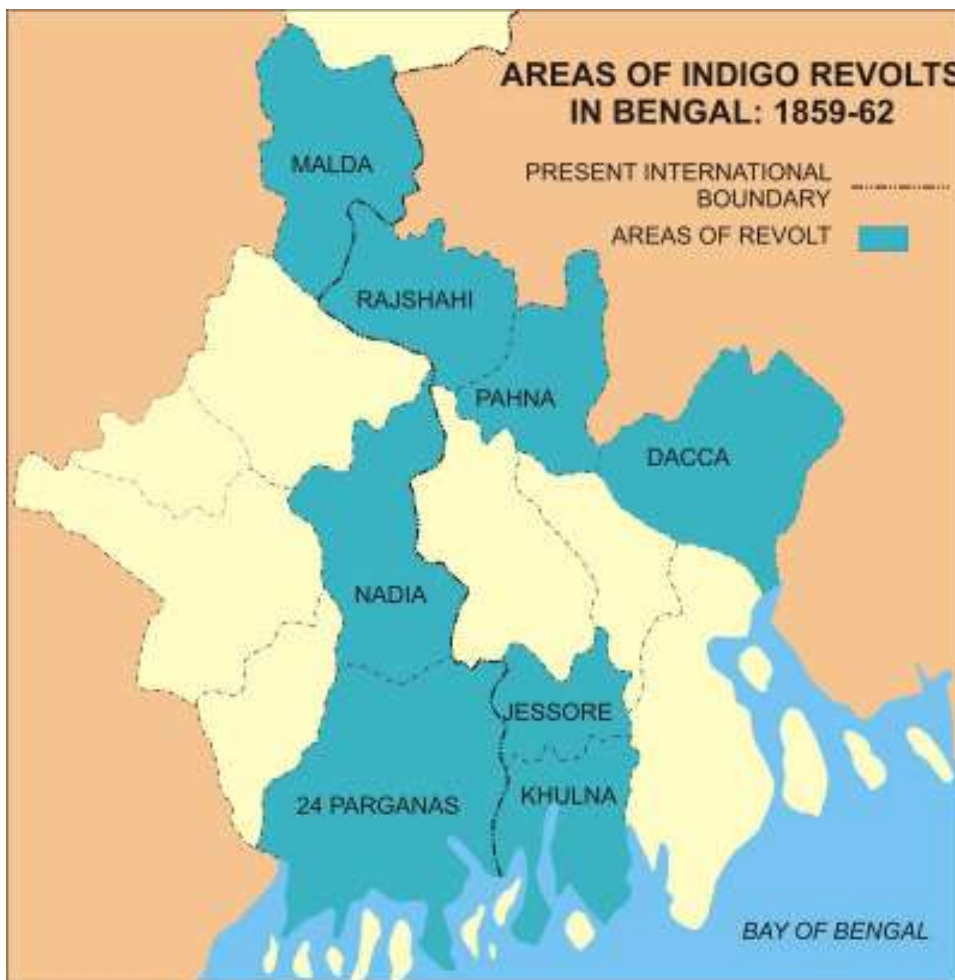 AREAS OF INDIGO REVOLTS
IN BENGAL: 1859-62
PRESENT INTERNATIONAL
BOUNDARY
AREAS OF REVOLT
MALDA
RAJSHAHI
PAHNA
DACCA
NADIA
JESSORE
24 PARGANAS
KHULNA
BAY OF BENGAL